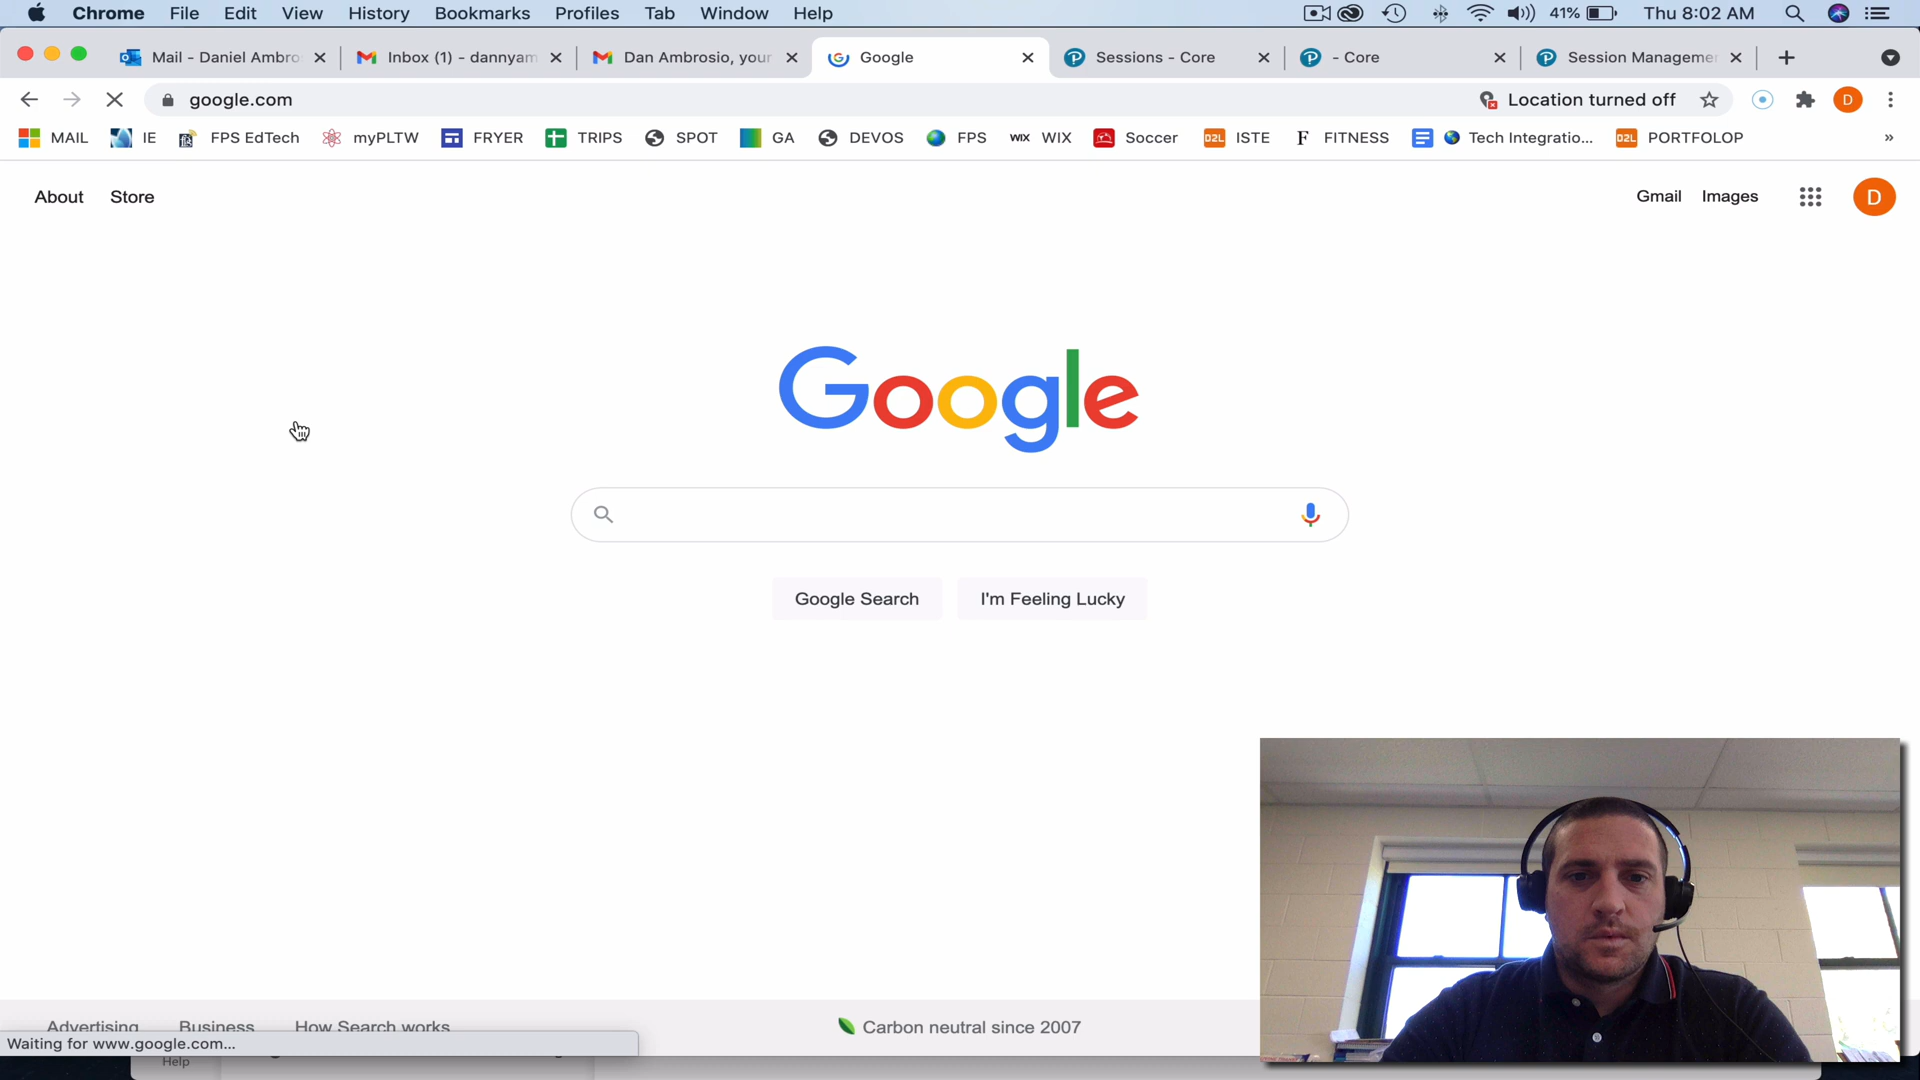 Chrome File Edit View History Bookmarks Profiles Tab Window Help 41% Thu 8:02 AM
Mail - Daniel Ambro Inbox (1) - dannyam Dan Ambrosio, your Google Sessions - Core - Core Session Manageme
google.com Location turned off D
MAIL IE FPS EdTech myPLTW FRYER TRIPS SPOT GA DEVOS FPS WIX WIX Soccer D2L ISTE F FITNESS Tech Integratio... D2L PORTFOLOP »
About Store Gmail Images D
Google
Google Search I'm Feeling Lucky
Advertising Business How Search works Carbon neutral since 2007
Waiting for www.google.com...
Help